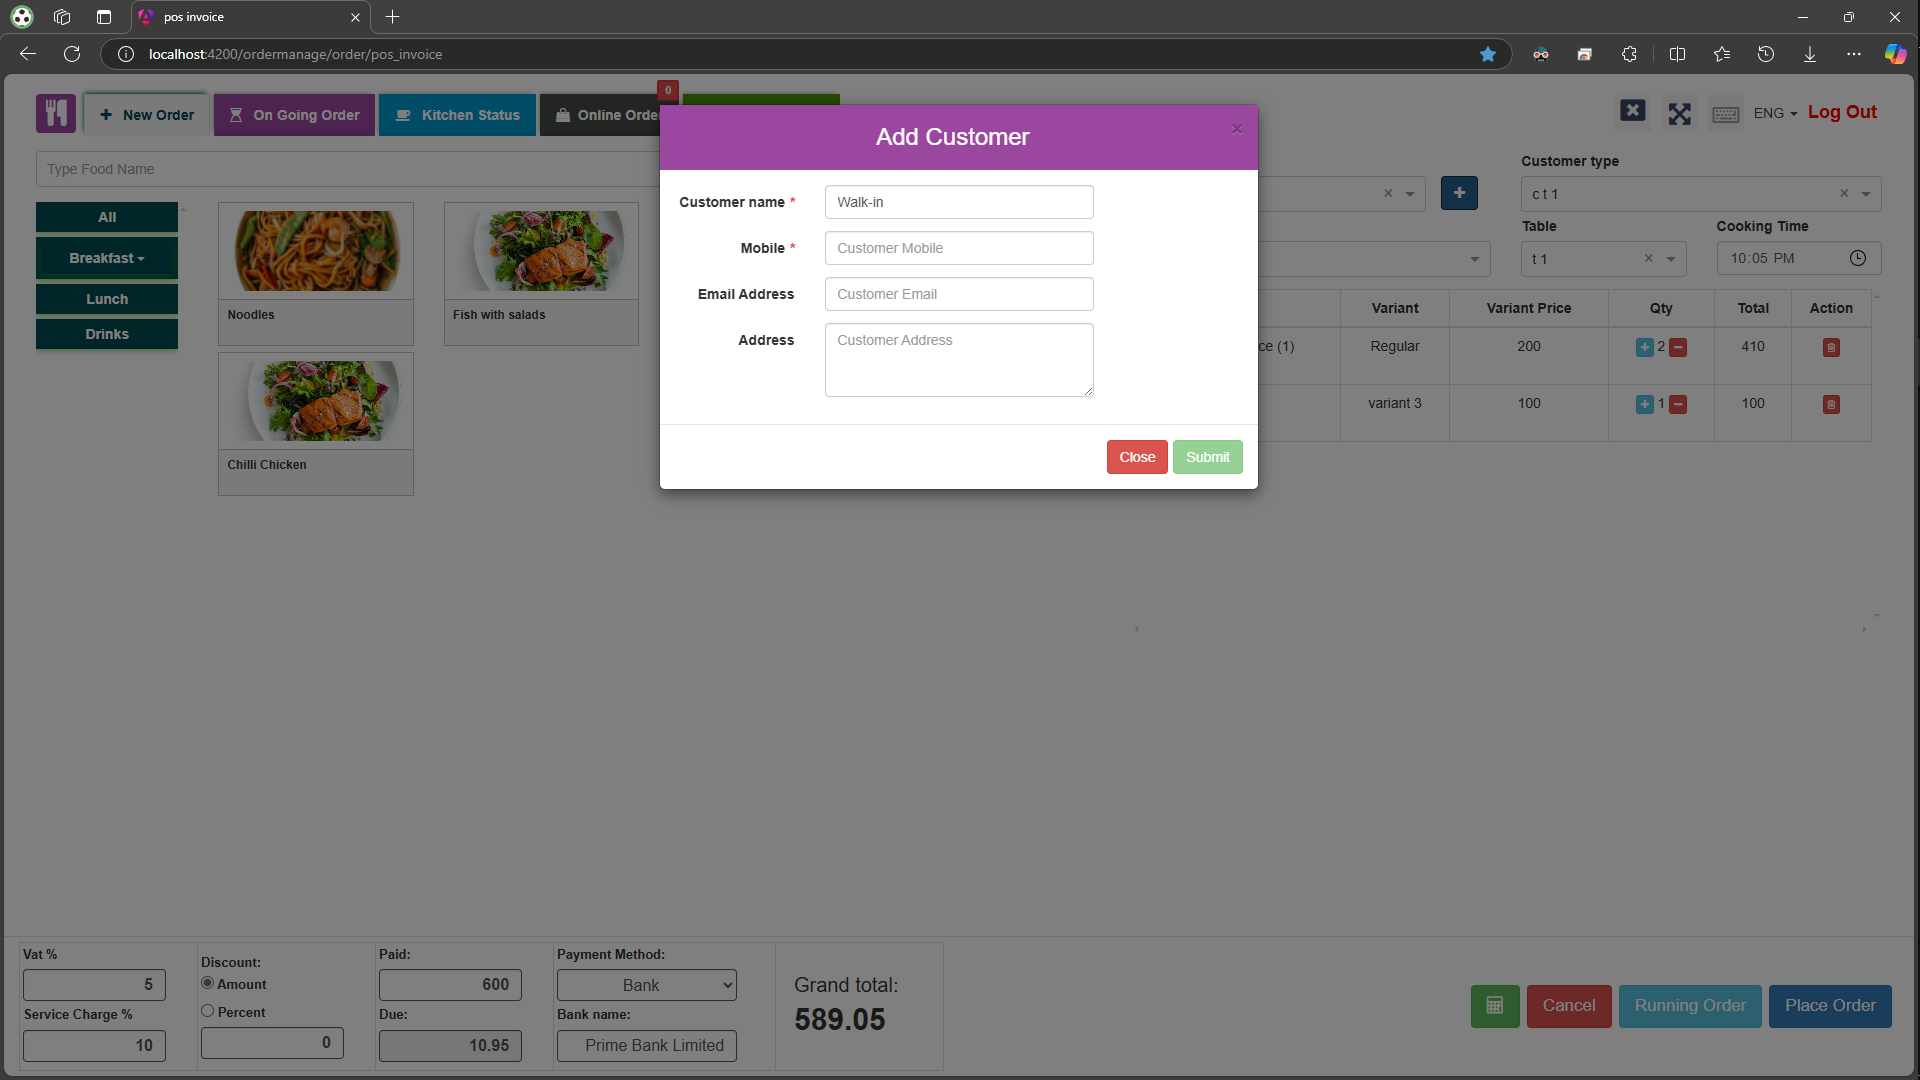 pos invoice
localhost:4200/ordermanage/order/pos_invoice
0
New Order
On Going Order
Kitchen Status
Online Orde
ENG
Log Out
Add Customer
×
Type Food Name
Customer type
c t 1
Table
Cooking Time
t 1
10:05 PM
All
Breakfast
Lunch
Drinks
Noodles
Fish with salads
Chilli Chicken
Customer name *
Walk-in
Mobile *
Customer Mobile
Email Address
Customer Email
Address
Customer Address
Close
Submit
Variant
Variant Price
Qty
Total
Action
ce (1)
Regular
200
2
410
variant 3
100
1
100
Vat %
5
Service Charge %
10
Discount:
Amount
Percent
0
Paid:
600
Due:
10.95
Payment Method:
Bank
Bank name:
Prime Bank Limited
Grand total:
589.05
Cancel
Running Order
Place Order